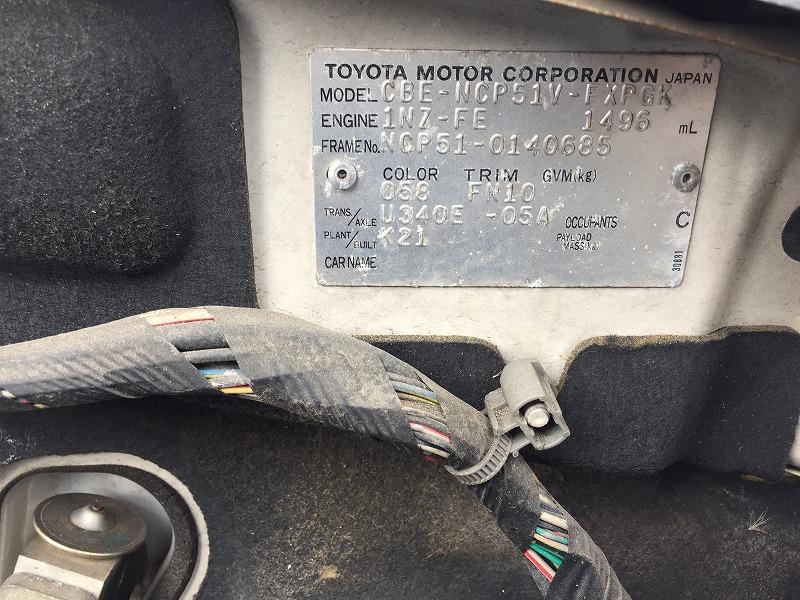 TOYOTA MOTOR CORPORATION JAPAN
MODEL CBE-NCP51V-FXPGK
ENGINE 1NZ-FE 1496 mL
FRAME No. NCP51-0140685
COLOR TRIM GVM(kg)
058 FN10
TRANS/AXLE U340E -05A OCCUPANTS C
PLANT/BUILT K21 PAYLOAD MASS(kg)
CAR NAME
30881